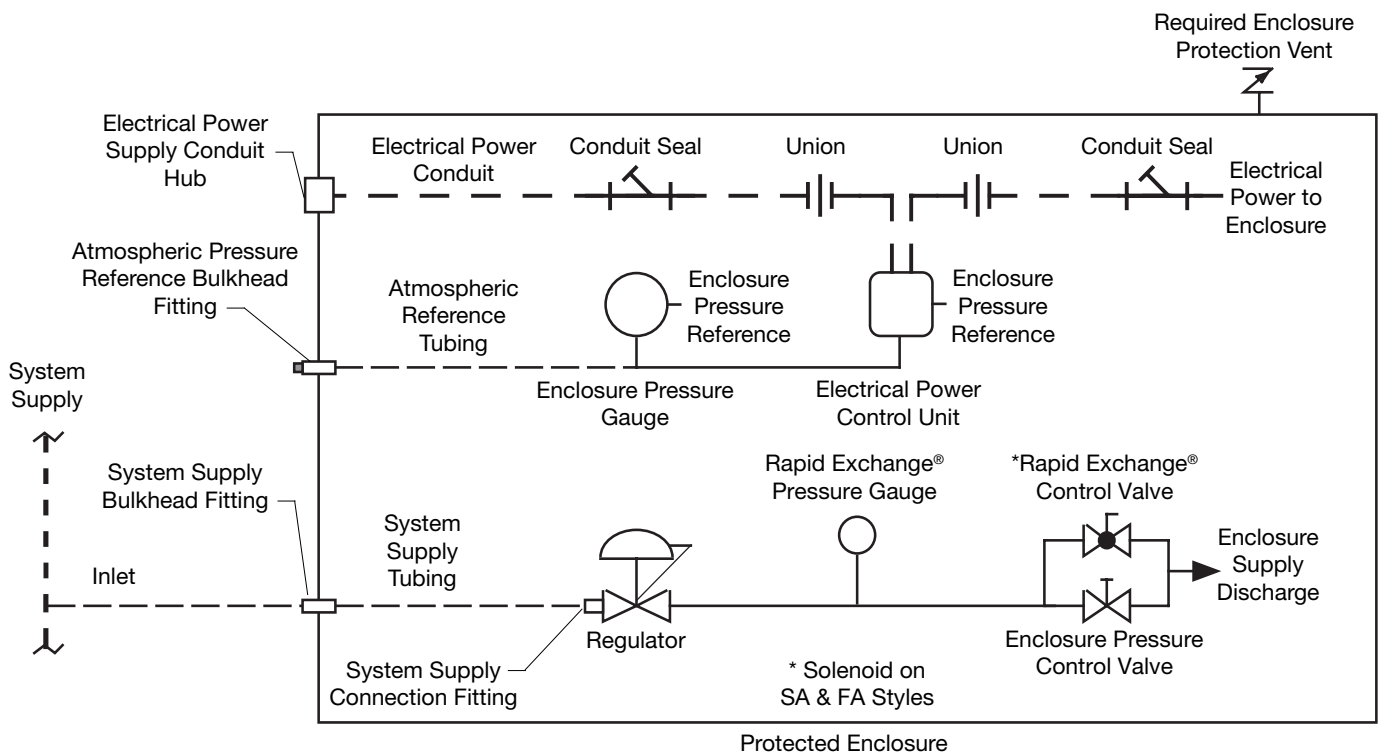 Required Enclosure
Protection Vent
Electrical Power
Supply Conduit
Hub
Electrical Power
Conduit
Conduit Seal
Union
Union
Conduit Seal
Electrical
Power to
Enclosure
Atmospheric Pressure
Reference Bulkhead
Fitting
Atmospheric
Reference
Tubing
Enclosure
Pressure
Reference
Enclosure
Pressure
Reference
Enclosure Pressure
Gauge
Electrical Power
Control Unit
System
Supply
System Supply
Bulkhead Fitting
Inlet
System
Supply
Tubing
Rapid Exchange®
Pressure Gauge
*Rapid Exchange®
Control Valve
Enclosure
Supply
Discharge
Regulator
Enclosure Pressure
Control Valve
System Supply
Connection Fitting
* Solenoid on
SA & FA Styles
Protected Enclosure